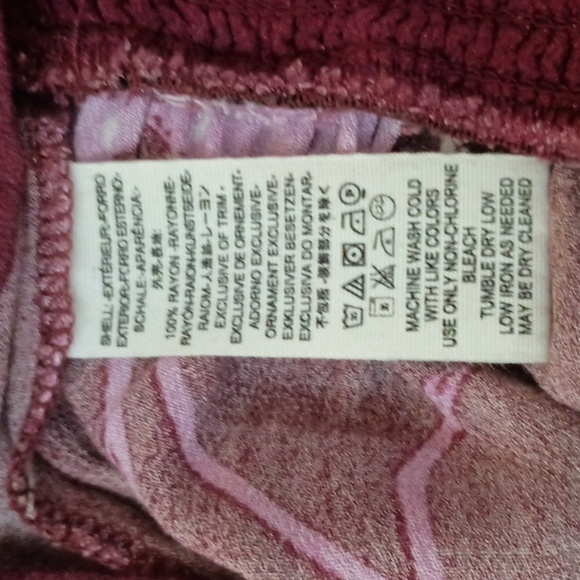 SHELL:-EXTÉRIEUR-FORRO
EXTERIOR-FORRO ESTERNO-
SCHALE-APARÊNCIA-
外壳-表地:
100% RAYON -RAYONNE-
RAYÓN-RAION-KUNSTSEIDE-
RAIOM-人造絲-レーヨン
EXCLUSIVE OF TRIM -
EXCLUSIVE DE ORNEMENT-
ADORNO EXCLUSIVE-
ORNAMENT EXCLUSIVE-
EXKLUSIVER BESETZEN-
EXCLUSIVA DO MONTAR-
MACHINE WASH COLD
WITH LIKE COLORS
USE ONLY NON-CHLORINE
BLEACH
TUMBLE DRY LOW
LOW IRON AS NEEDED
MAY BE DRY CLEANED